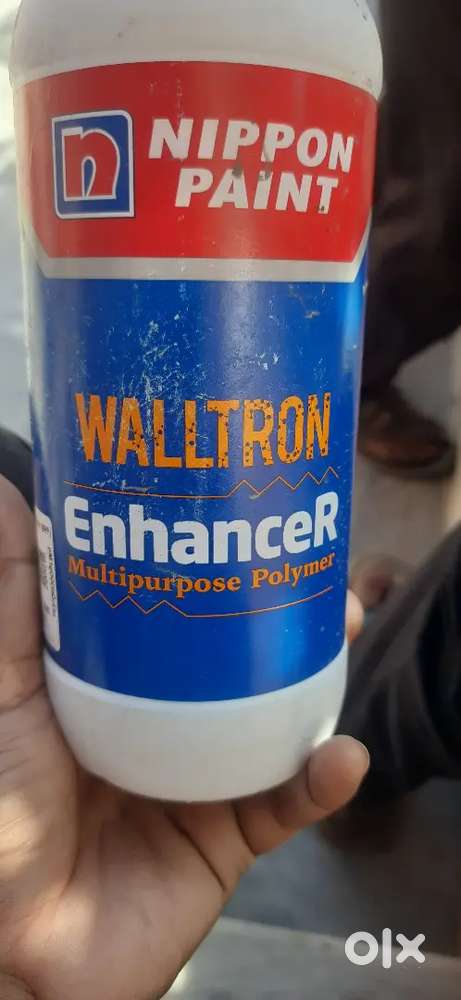 n
NIPPON
PAINT
WALLTRON
EnhanceR
Multipurpose Polymer
olx